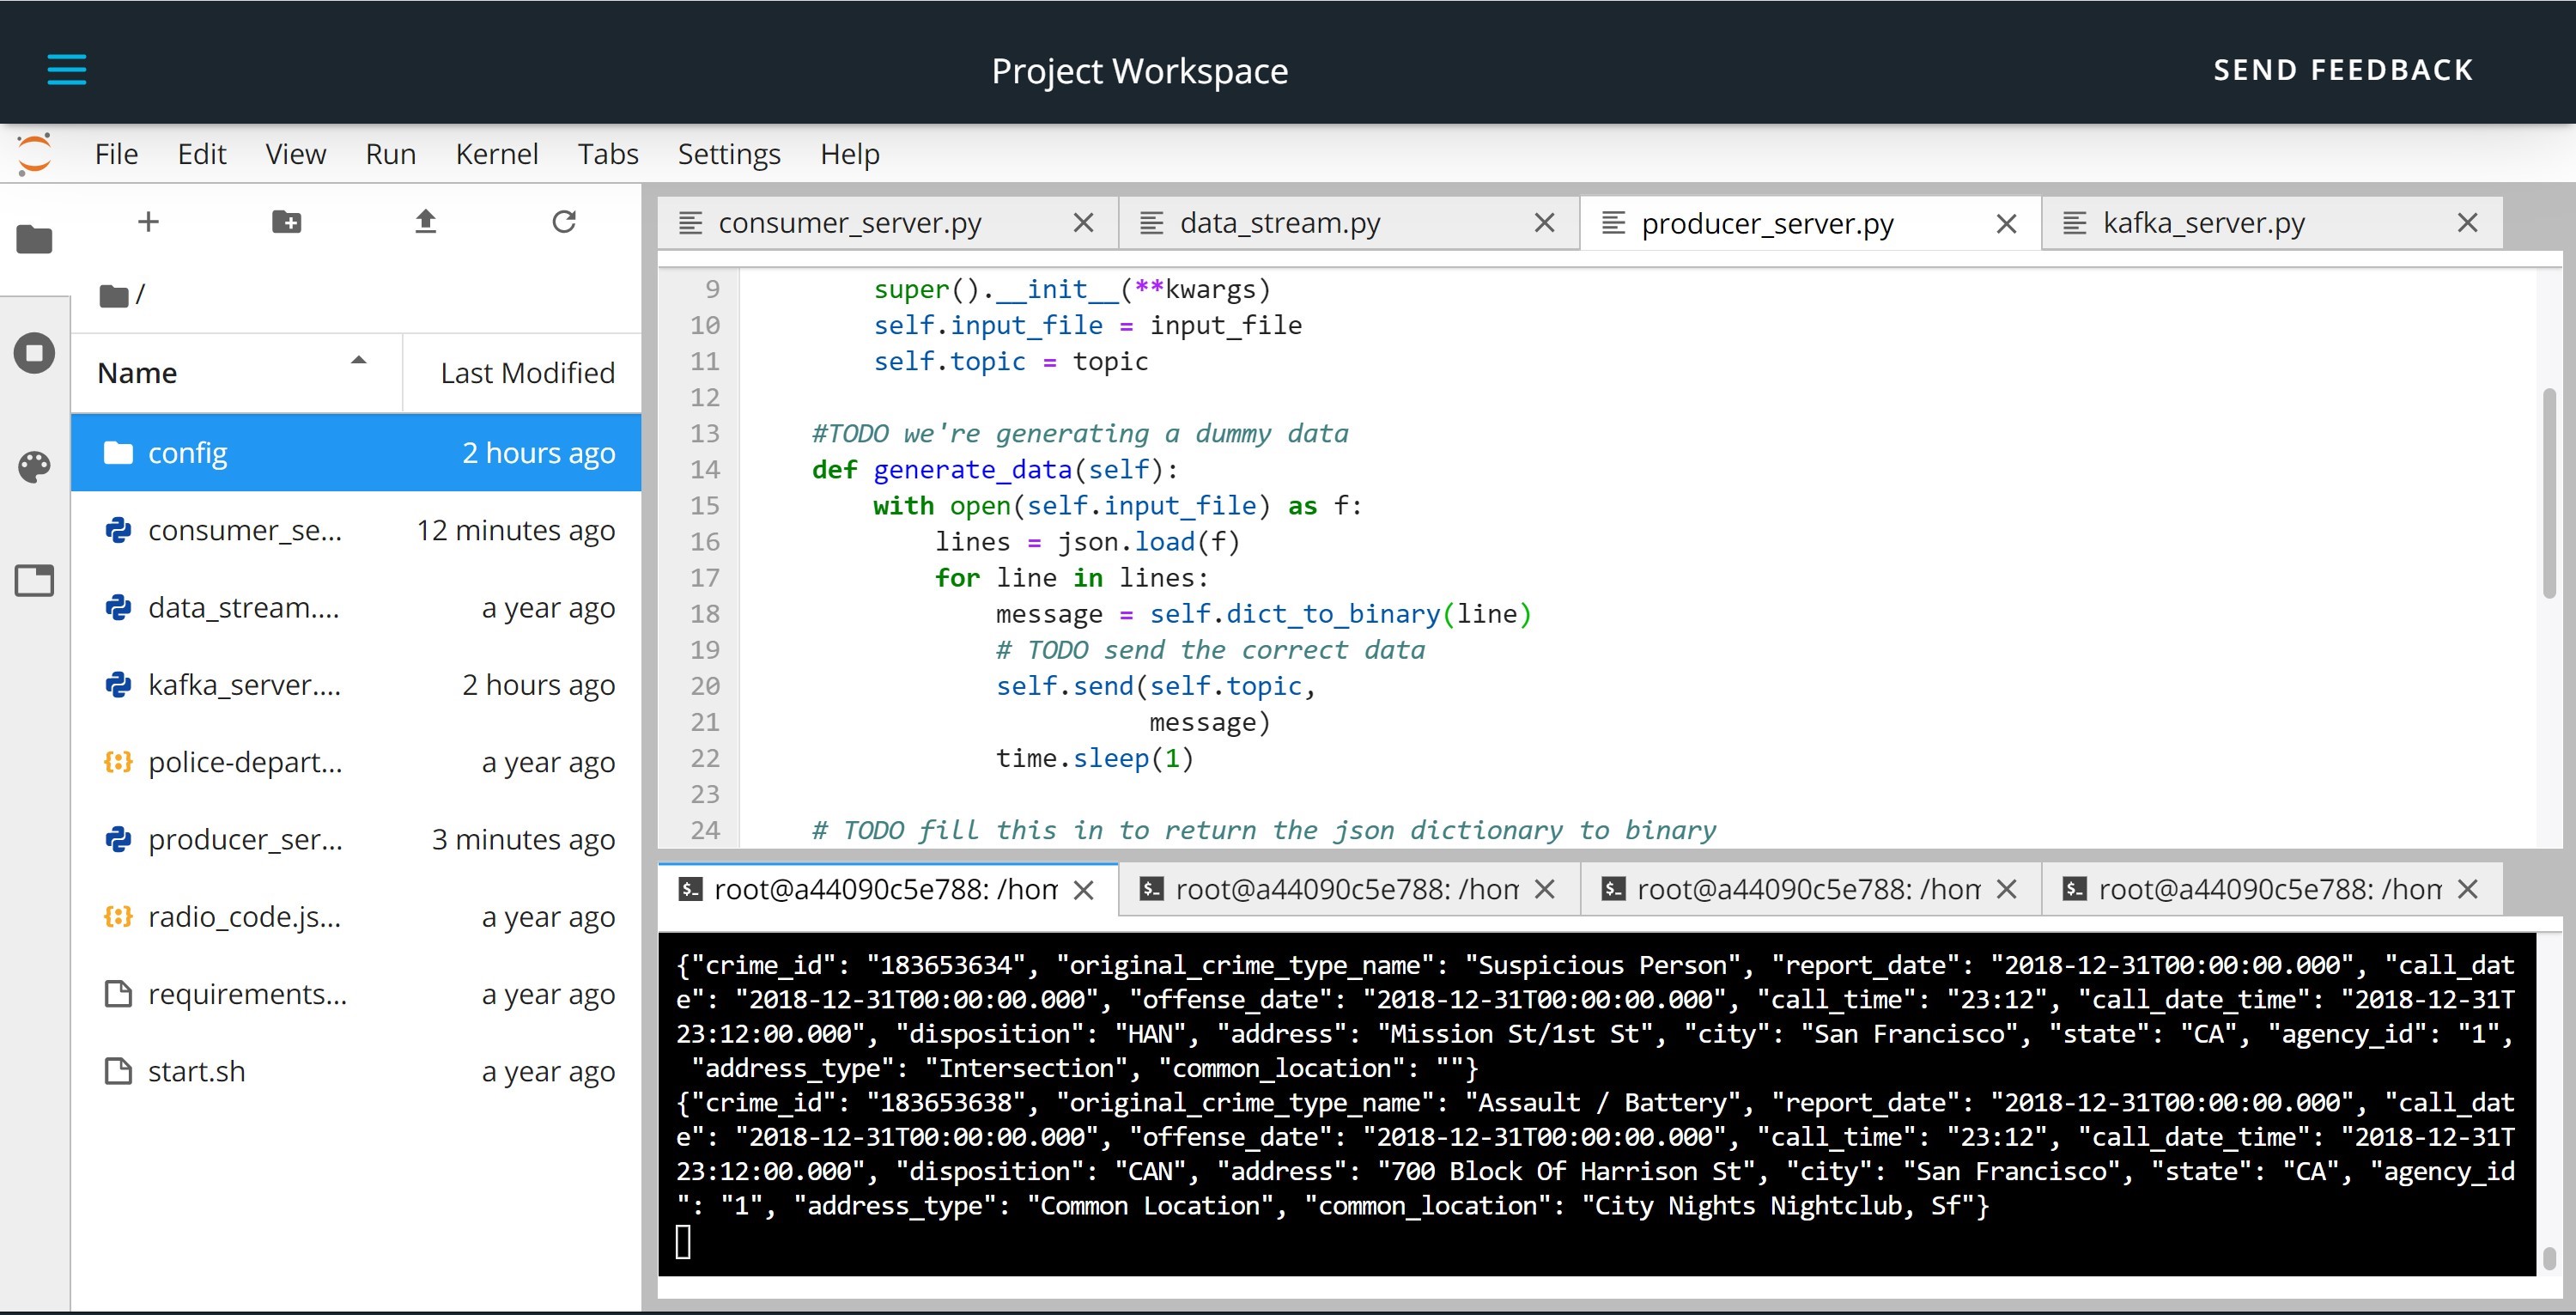 Project Workspace
SEND FEEDBACK
File Edit View Run Kernel Tabs Settings Help
/
Name Last Modified
config 2 hours ago
consumer_se... 12 minutes ago
data_stream.... a year ago
kafka_server.... 2 hours ago
police-depart... a year ago
producer_ser... 3 minutes ago
radio_code.js... a year ago
requirements... a year ago
start.sh a year ago
consumer_server.py data_stream.py producer_server.py kafka_server.py
9 super().__init__(**kwargs)
10 self.input_file = input_file
11 self.topic = topic
12
13 #TODO we're generating a dummy data
14 def generate_data(self):
15 with open(self.input_file) as f:
16 lines = json.load(f)
17 for line in lines:
18 message = self.dict_to_binary(line)
19 # TODO send the correct data
20 self.send(self.topic,
21 message)
22 time.sleep(1)
23
24 # TODO fill this in to return the json dictionary to binary
root@a44090c5e788: /hom root@a44090c5e788: /hom root@a44090c5e788: /hom root@a44090c5e788: /hom
{"crime_id": "183653634", "original_crime_type_name": "Suspicious Person", "report_date": "2018-12-31T00:00:00.000", "call_dat
e": "2018-12-31T00:00:00.000", "offense_date": "2018-12-31T00:00:00.000", "call_time": "23:12", "call_date_time": "2018-12-31T
23:12:00.000", "disposition": "HAN", "address": "Mission St/1st St", "city": "San Francisco", "state": "CA", "agency_id": "1",
"address_type": "Intersection", "common_location": ""}
{"crime_id": "183653638", "original_crime_type_name": "Assault / Battery", "report_date": "2018-12-31T00:00:00.000", "call_dat
e": "2018-12-31T00:00:00.000", "offense_date": "2018-12-31T00:00:00.000", "call_time": "23:12", "call_date_time": "2018-12-31T
23:12:00.000", "disposition": "CAN", "address": "700 Block Of Harrison St", "city": "San Francisco", "state": "CA", "agency_id
": "1", "address_type": "Common Location", "common_location": "City Nights Nightclub, Sf"}